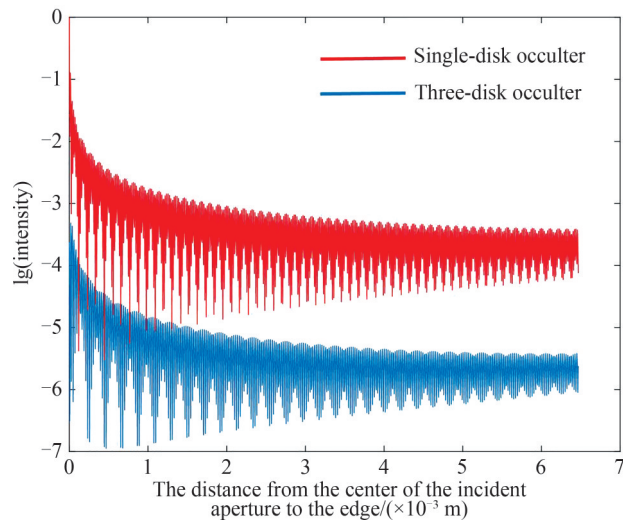 0
−1
−2
−3
−4
−5
−6
−7
lg(intensity)
Single-disk occulter
Three-disk occulter
0 1 2 3 4 5 6 7
The distance from the center of the incident
aperture to the edge/(×10⁻³ m)